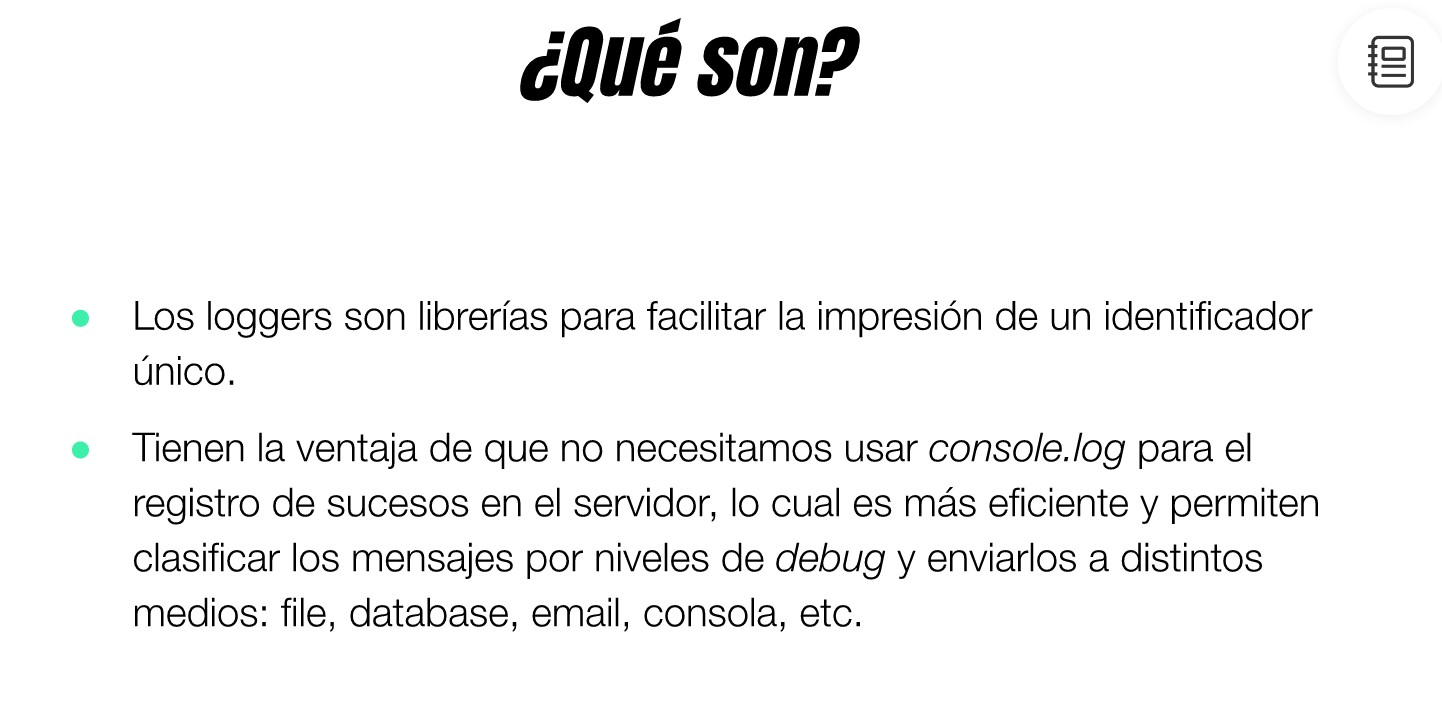 ¿Qué son?
Los loggers son librerías para facilitar la impresión de un identificador
único.
Tienen la ventaja de que no necesitamos usar console.log para el
registro de sucesos en el servidor, lo cual es más eficiente y permiten
clasificar los mensajes por niveles de debug y enviarlos a distintos
medios: file, database, email, consola, etc.